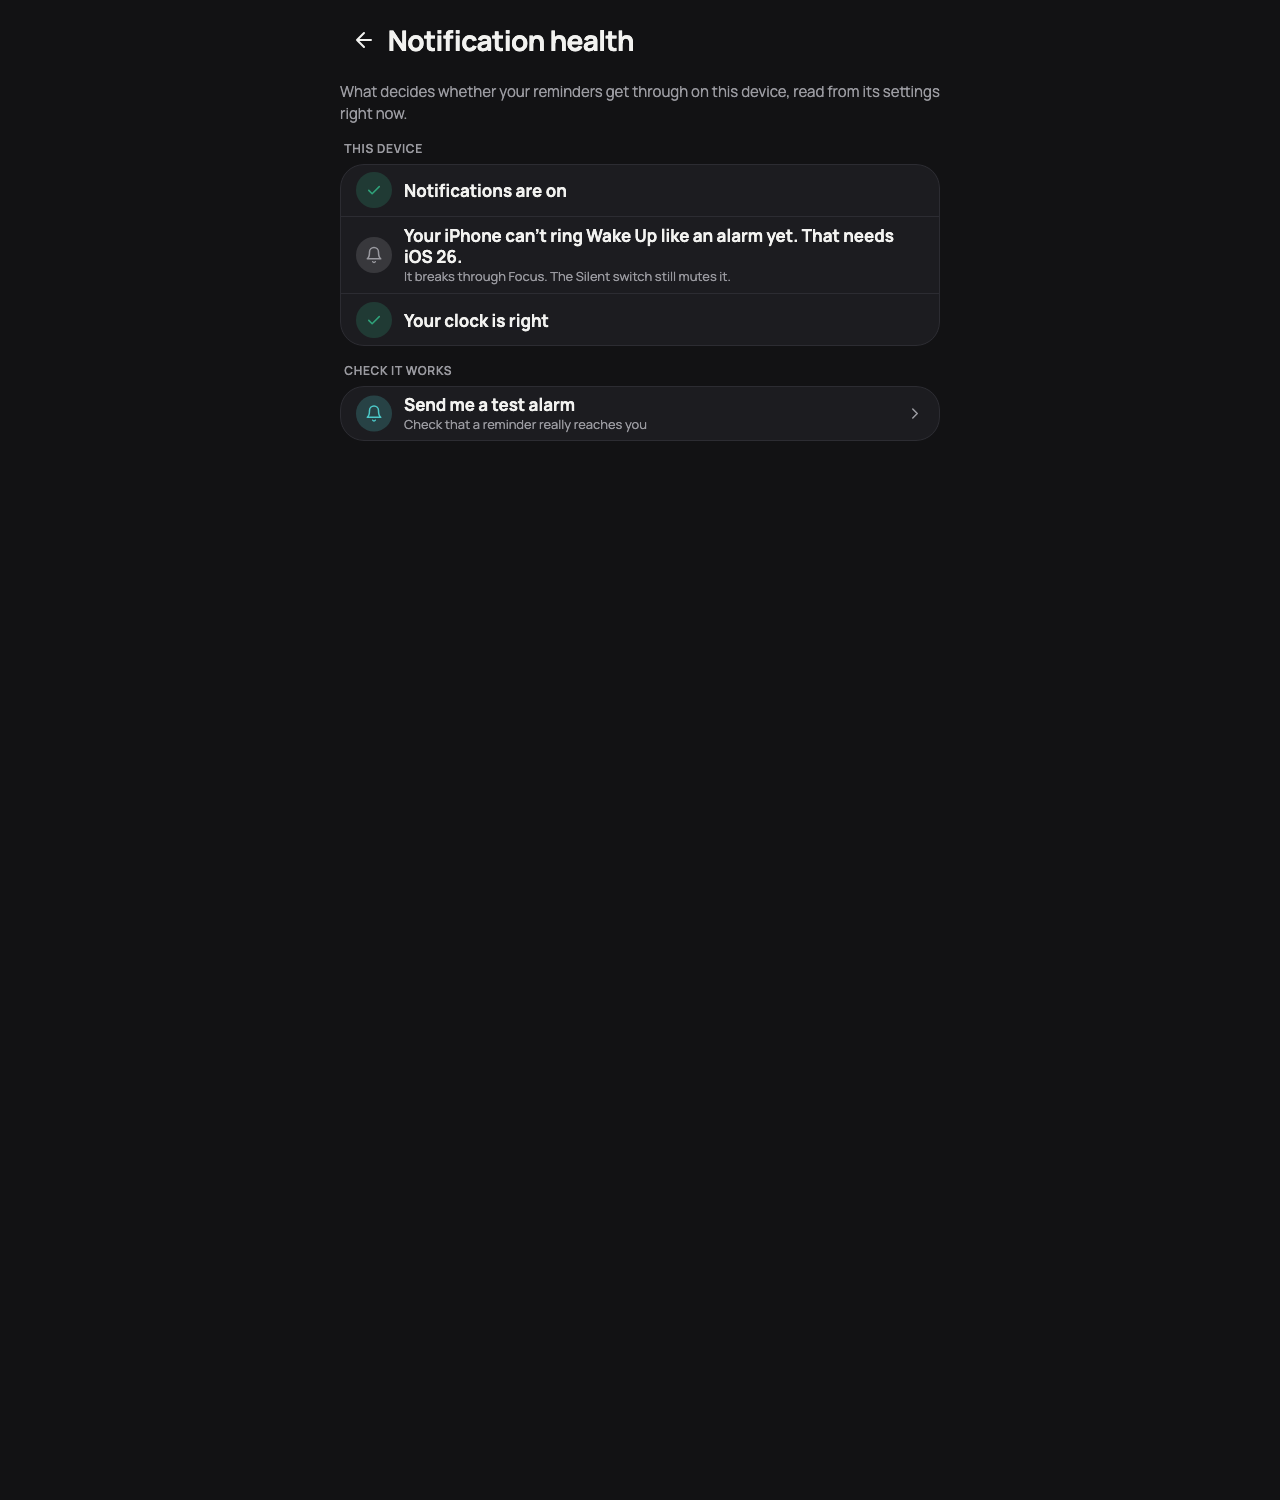 Notification health
What decides whether your reminders get through on this device, read from its settings
right now.
THIS DEVICE
Notifications are on
Your iPhone can’t ring Wake Up like an alarm yet. That needs
iOS 26.
It breaks through Focus. The Silent switch still mutes it.
Your clock is right
CHECK IT WORKS
Send me a test alarm
Check that a reminder really reaches you